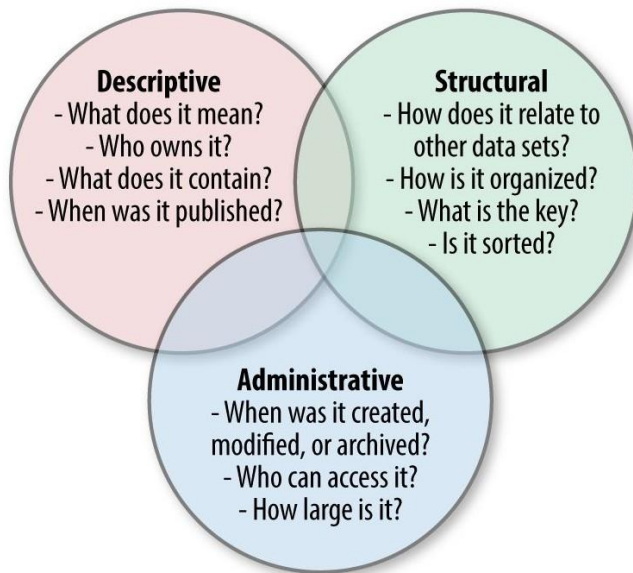 Descriptive
- What does it mean?
- Who owns it?
- What does it contain?
- When was it published?
Structural
- How does it relate to
other data sets?
- How is it organized?
- What is the key?
- Is it sorted?
Administrative
- When was it created,
modified, or archived?
- Who can access it?
- How large is it?